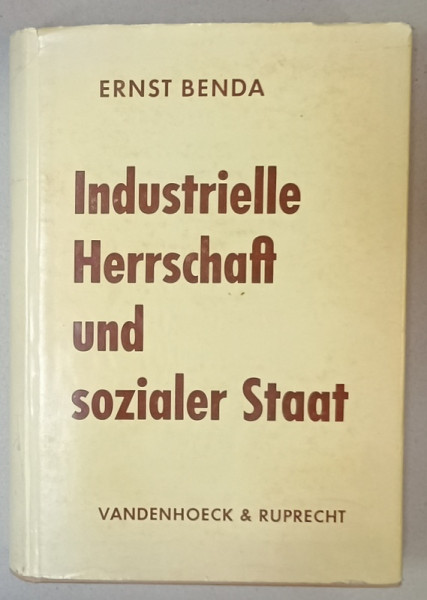 ERNST BENDA
Industrielle
Herrschaft
und
sozialer Staat
VANDENHOECK & RUPRECHT